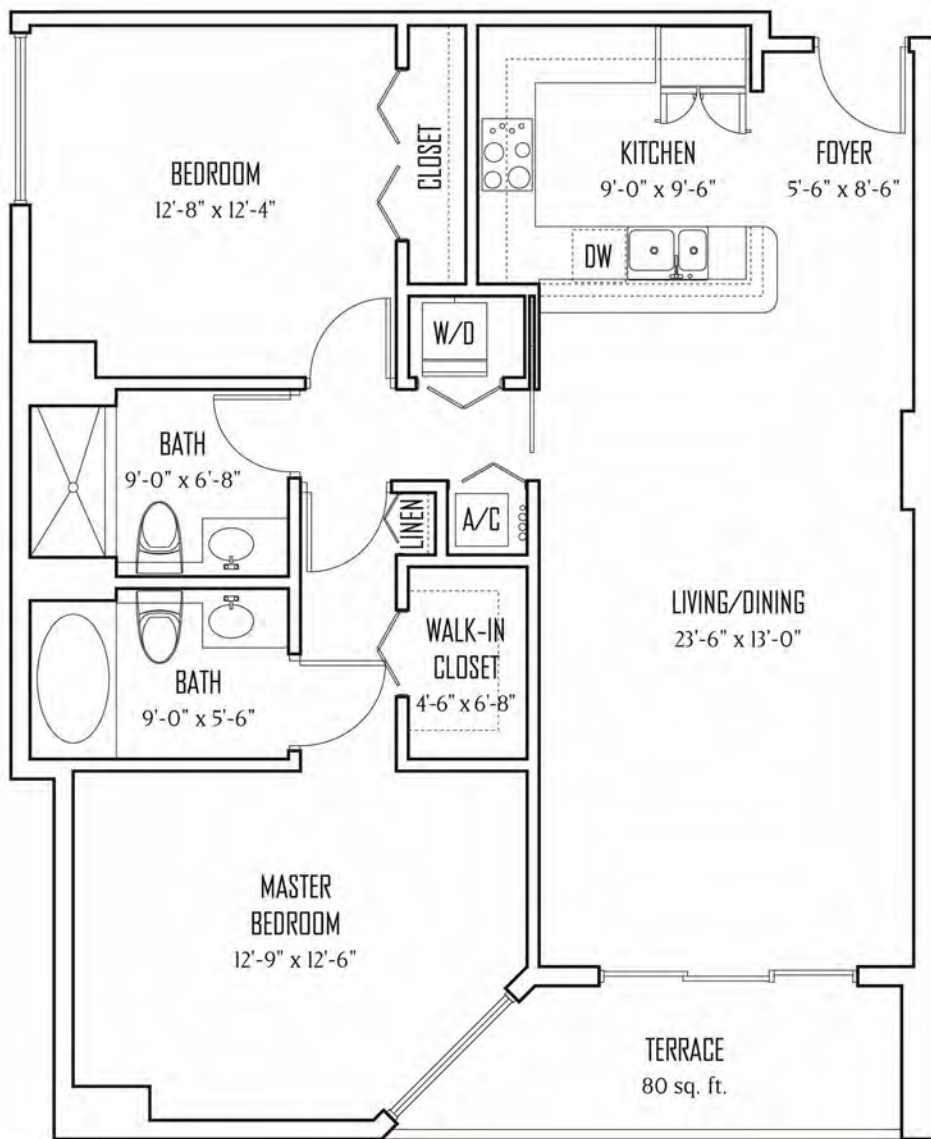 BEDROOM
12'-8" x 12'-4"
CLOSET
KITCHEN
9'-0" x 9'-6"
FOYER
5'-6" x 8'-6"
DW
W/D
BATH
9'-0" x 6'-8"
LINEN
A/C
BATH
9'-0" x 5'-6"
WALK-IN
CLOSET
4'-6" x 6'-8"
LIVING/DINING
23'-6" x 13'-0"
MASTER
BEDROOM
12'-9" x 12'-6"
TERRACE
80 sq. ft.